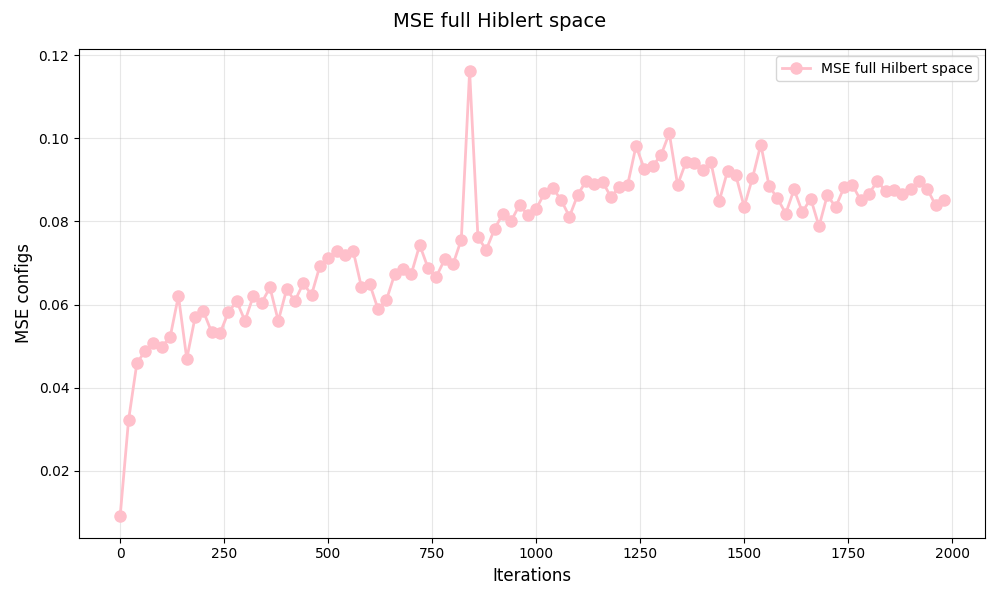 MSE full Hiblert space
MSE full Hilbert space
MSE configs
0.12
0.10
0.08
0.06
0.04
0.02
0 250 500 750 1000 1250 1500 1750 2000
Iterations